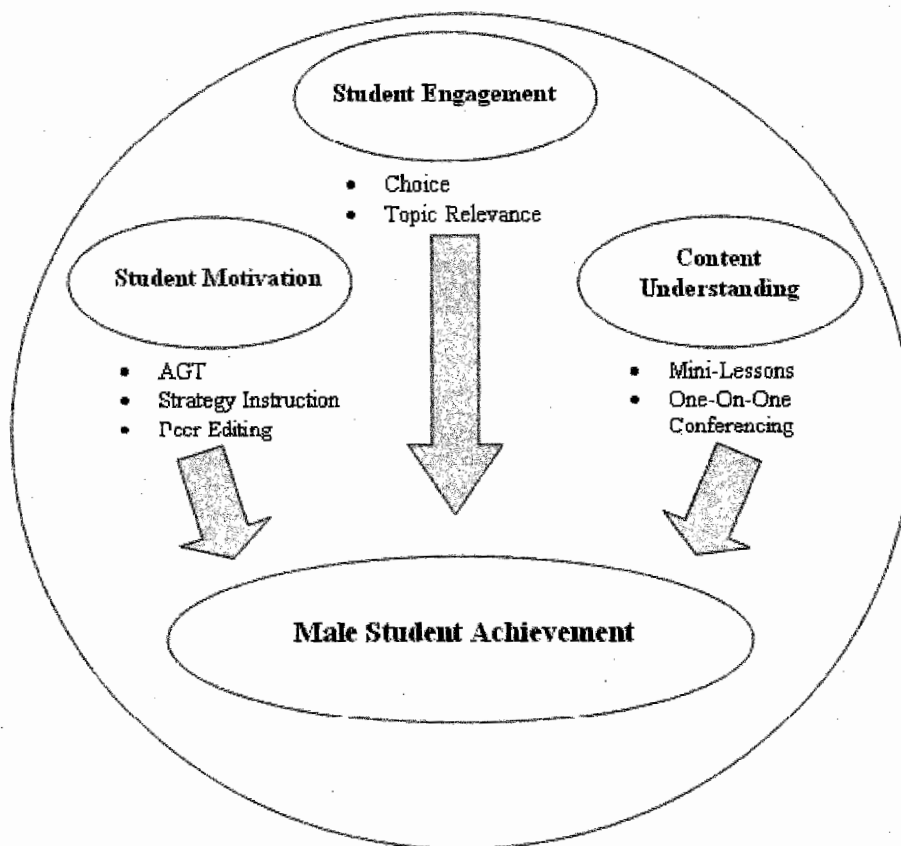 Student Engagement
• Choice
• Topic Relevance
Student Motivation
• AGT
• Strategy Instruction
• Peer Editing
Content
Understanding
• Mini-Lessons
• One-On-One
Conferencing
Male Student Achievement